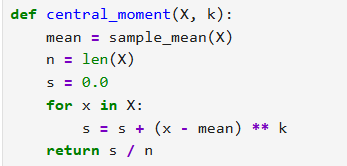 def central_moment(X, k):
    mean = sample_mean(X)
    n = len(X)
    s = 0.0
    for x in X:
        s = s + (x - mean) ** k
    return s / n